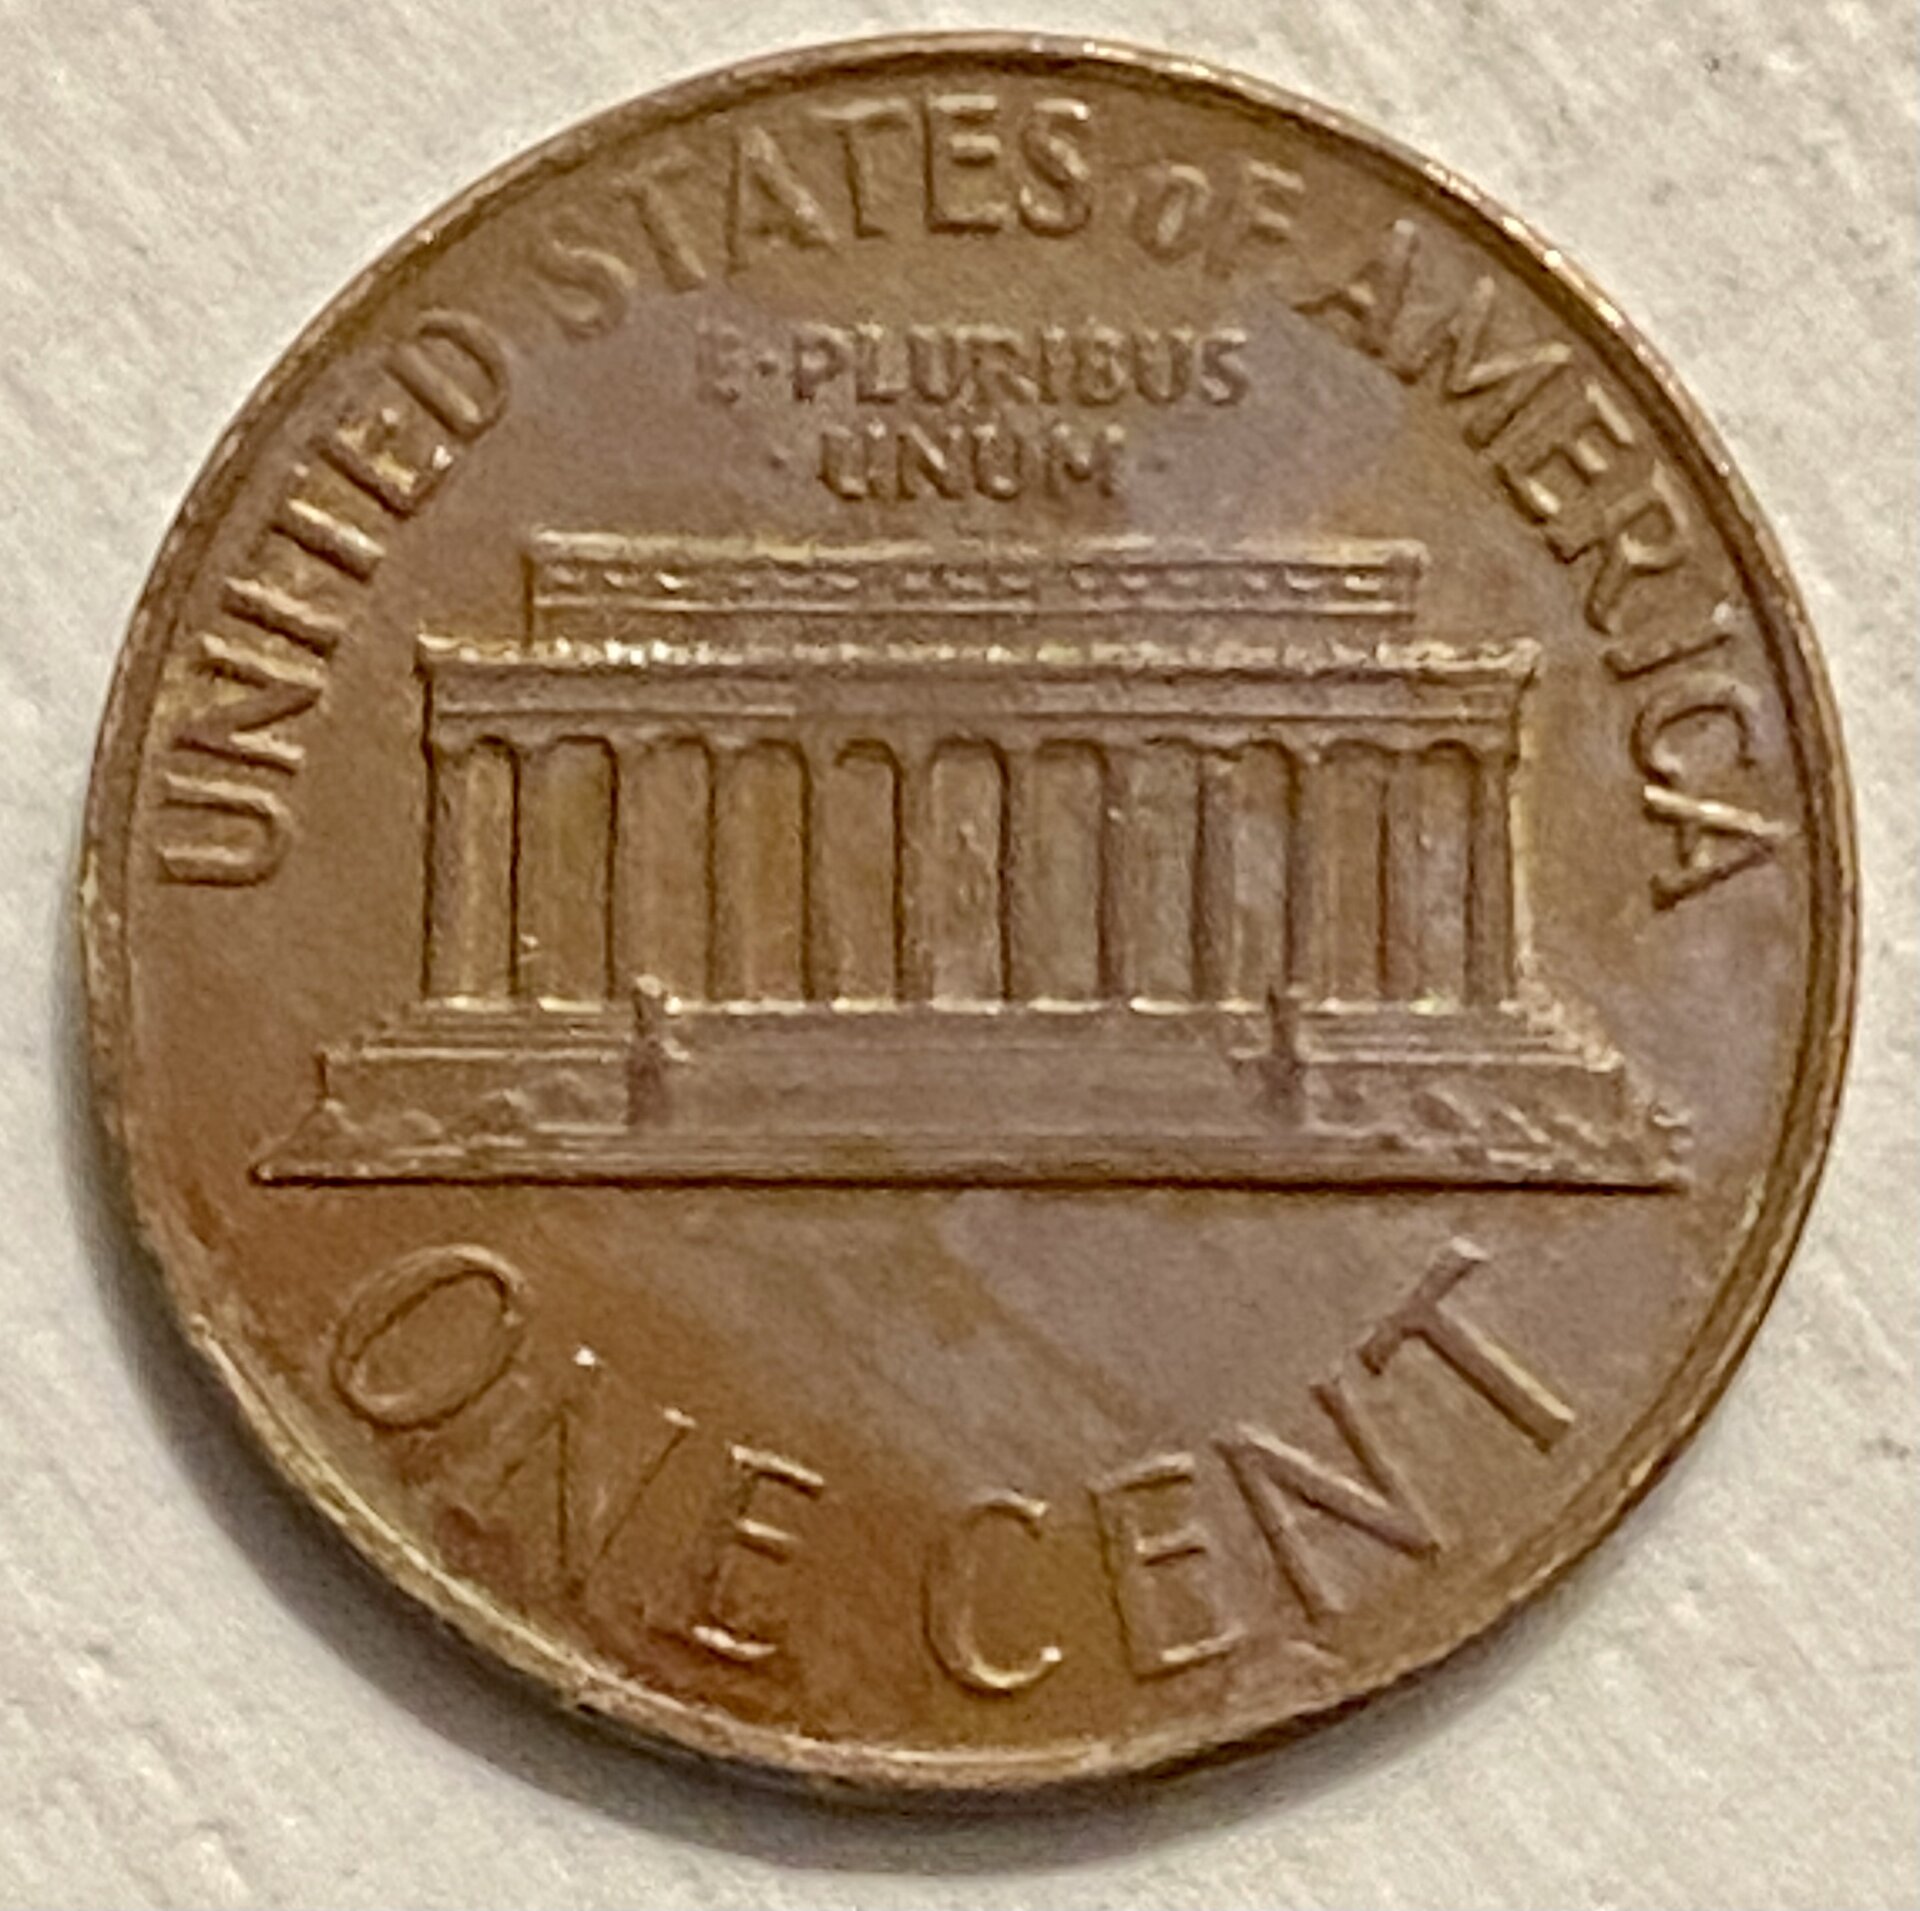 UNITED STATES OF AMERICA
E·PLURIBUS
·UNUM·
ONE CENT